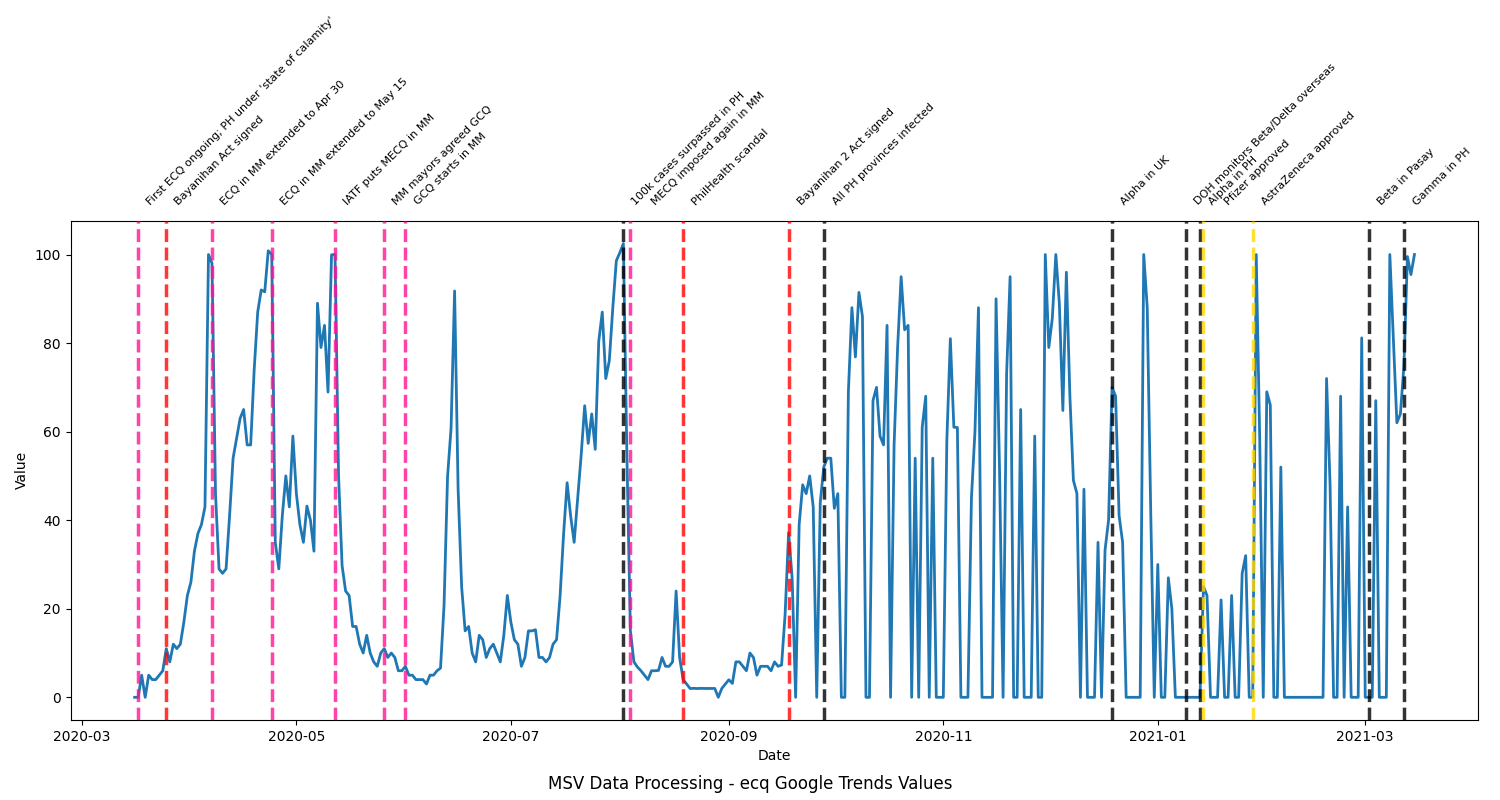 First ECQ ongoing; PH under 'state of calamity'
Bayanihan Act signed
ECQ in MM extended to Apr 30
ECQ in MM extended to May 15
IATF puts MECQ in MM
MM mayors agreed GCQ
GCQ starts in MM
100k cases surpassed in PH
MECQ imposed again in MM
PhilHealth scandal
Bayanihan 2 Act signed
All PH provinces infected
Alpha in UK
DOH monitors Beta/Delta overseas
Alpha in PH
Pfizer approved
AstraZeneca approved
Beta in Pasay
Gamma in PH
100
80
60
40
20
0
Value
2020-03
2020-05
2020-07
2020-09
2020-11
2021-01
2021-03
Date
MSV Data Processing - ecq Google Trends Values